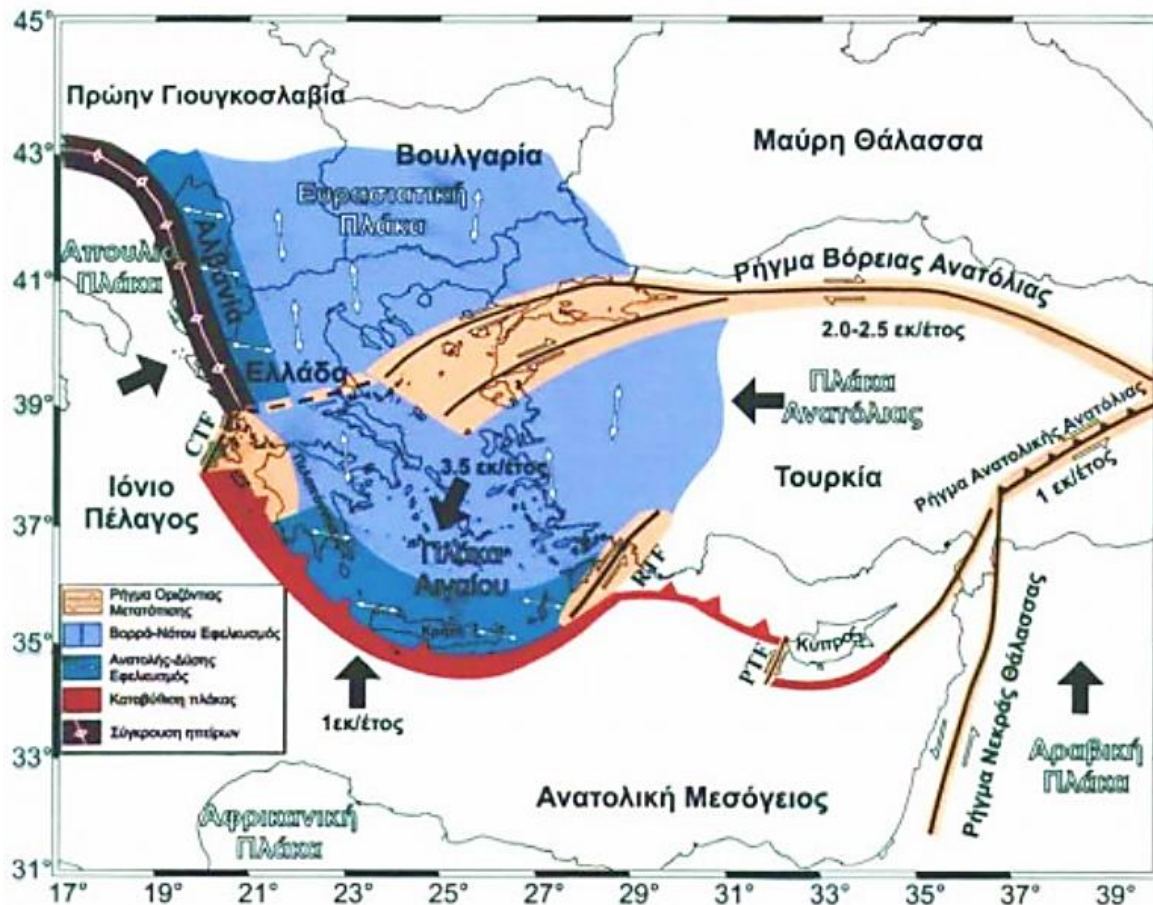 45°
43°
41°
39°
37°
35°
33°
31°
Πρώην Γιουγκοσλαβία
Βουλγαρία
Μαύρη Θάλασσα
Ευρασιατική
Πλάκα
Αλβανία
Απουλια
Πλάκα
Ρήγμα Βόρειας Ανατόλιας
2.0-2.5 εκ/έτος
Ελλάδα
Πλάκα
Ανατόλιας
CTF
Ρήγμα Ανατολικής Ανατόλιας
1 εκ/έτος
3.5 εκ/έτος
Τουρκία
Ιόνιο
Πέλαγος
Πλάκα
Αιγαίου
RTF
Κρήτη
Κύπρος
PTF
Ρήγμα Νεκράς Θάλασσας
Ρήγμα Οριζόντιας
Μετατόπισης
Βορρά-Νότου Εφελκυσμός
Ανατολής-Δύσης
Εφελκυσμός
Καταβύθιση πλάκας
Σύγκρουση ηπείρων
1εκ/έτος
Αραβική
Πλάκα
Ανατολική Μεσόγειος
Αφρικανική
Πλάκα
17° 19° 21° 23° 25° 27° 29° 31° 33° 35° 37° 39°